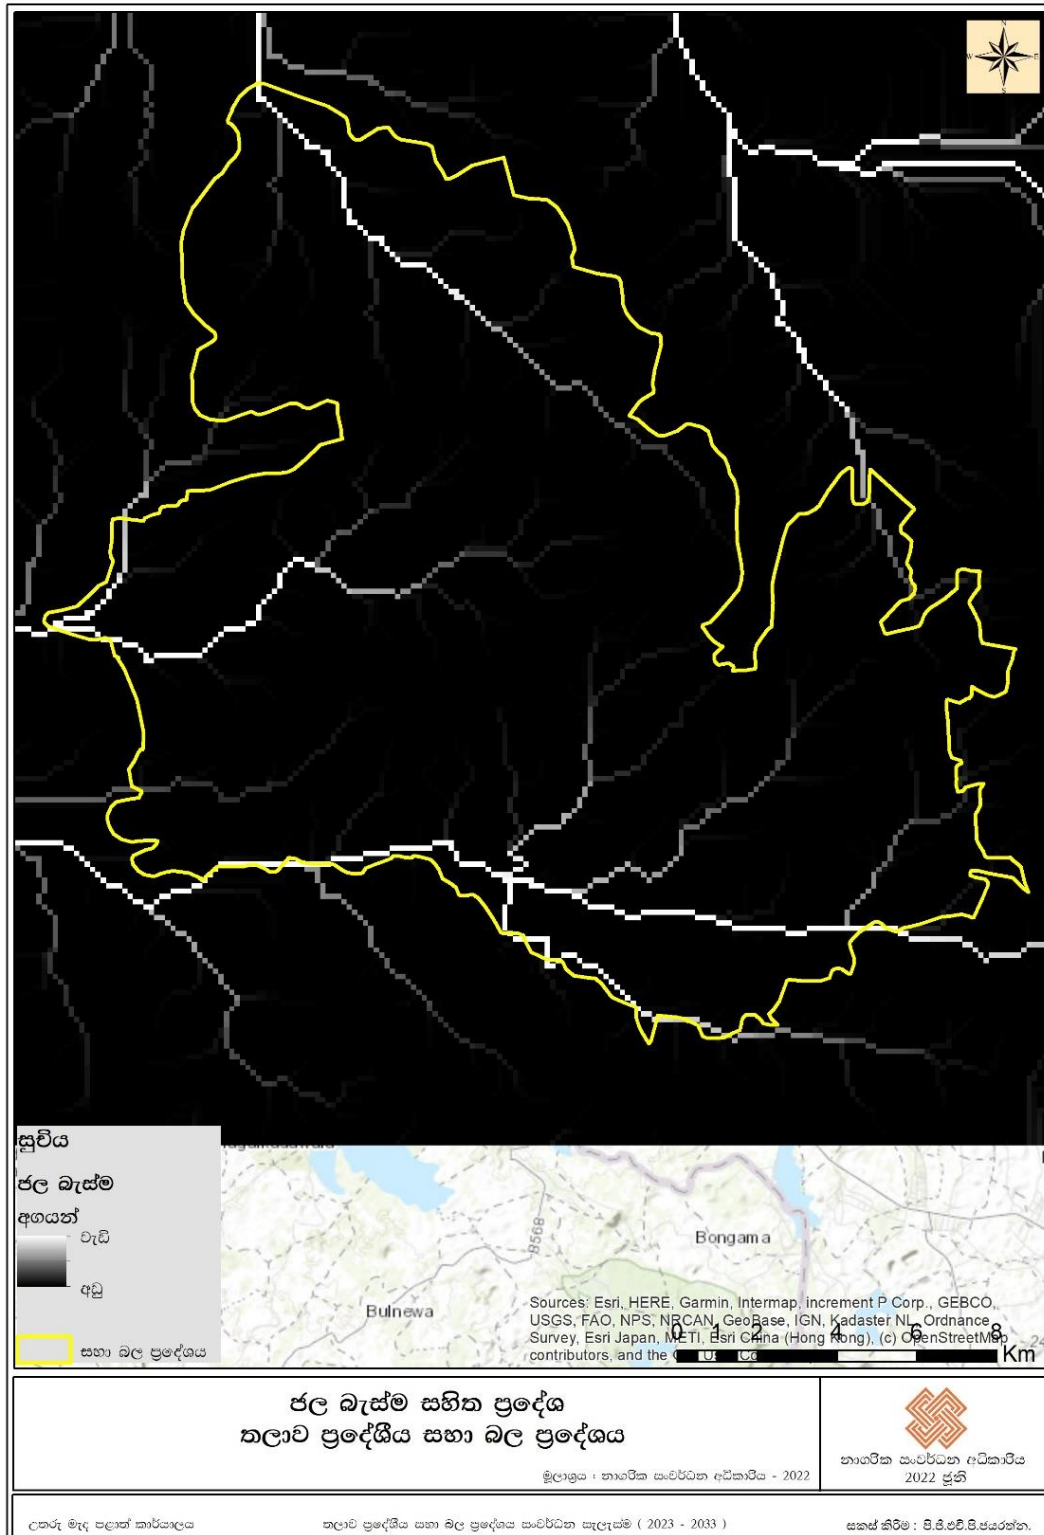 N
W E
S
සුචිය
ජල බැස්ම
අගයන්
වැඩි
අඩු
සභා බල ප්‍රදේශය
B568
Bongama
Bulnewa
Sources: Esri, HERE, Garmin, Intermap, increment P Corp., GEBCO,
USGS, FAO, NPS, NRCAN, GeoBase, IGN, Kadaster NL, Ordnance
Survey, Esri Japan, METI, Esri China (Hong Kong), (c) OpenStreetMap
contributors, and the
0 1 2 4 6 8
Km
ජල බැස්ම සහිත ප්‍රදේශ
තලාව ප්‍රදේශීය සභා බල ප්‍රදේශය
මූලාශ්‍රය : නාගරික සංවර්ධන අධිකාරිය - 2022
නාගරික සංවර්ධන අධිකාරිය
2022 ජූනි
උතරු මැද පළාත් කාර්යාලය
තලාව ප්‍රදේශීය සභා බල ප්‍රදේශය සංවර්ධන සැලැස්ම ( 2023 - 2033 )
සකස් කිරීම : පී.ජී.එච්.පී.ජයරත්න.